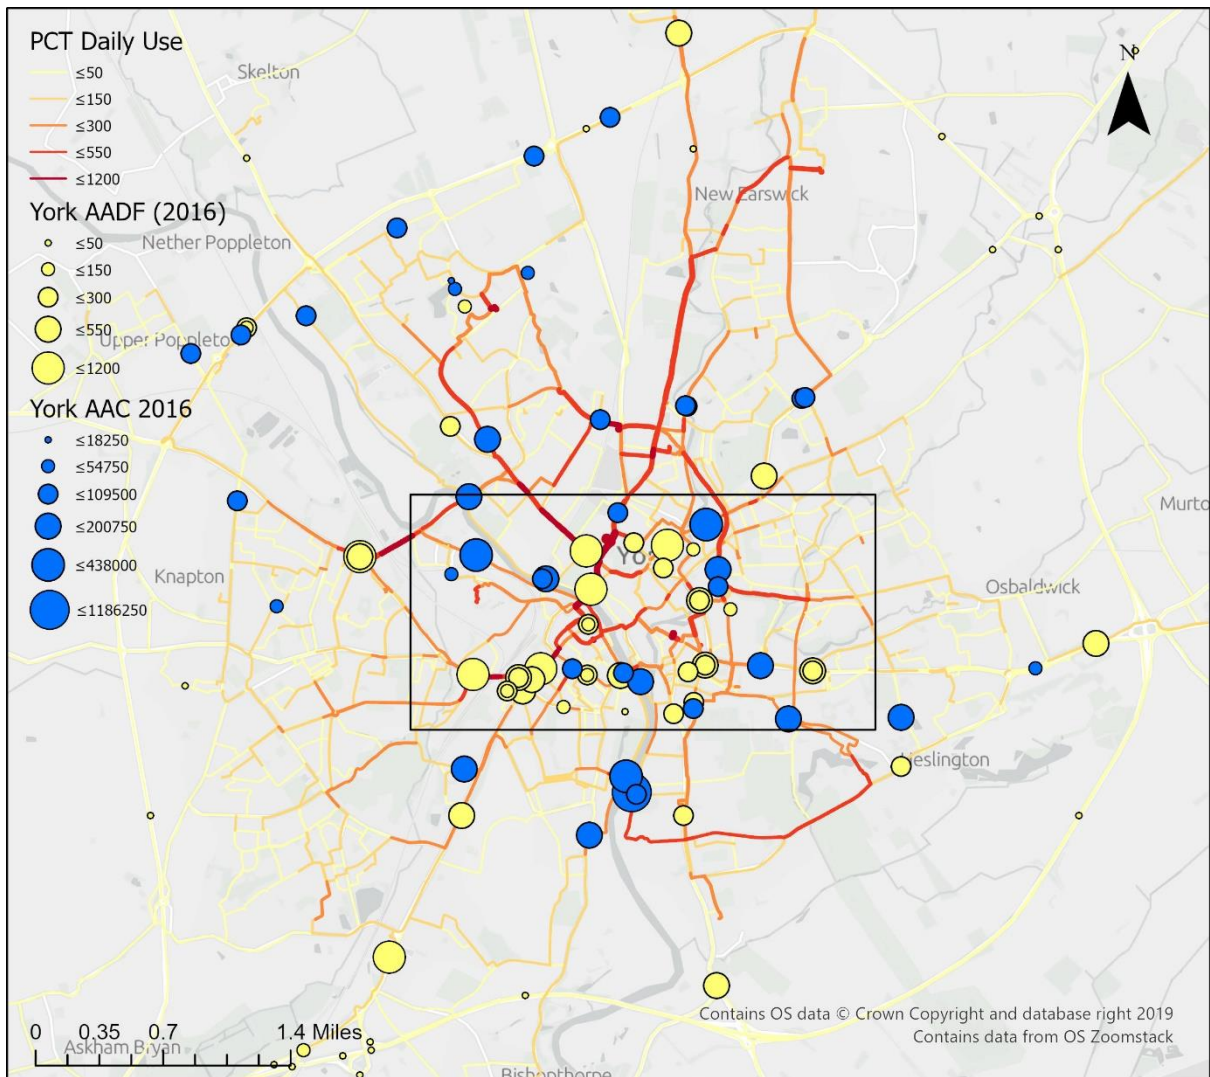 PCT Daily Use
≤50
≤150
≤300
≤550
≤1200
York AADF (2016)
≤50
≤150
≤300
≤550
≤1200
York AAC 2016
≤18250
≤54750
≤109500
≤200750
≤438000
≤1186250
N
Skelton
New Earswick
Nether Poppleton
Upper Poppleto
Murto
Yo
Knapton
Osbaldwick
Heslington
Contains OS data © Crown Copyright and database right 2019
Contains data from OS Zoomstack
0 0.35 0.7 1.4 Miles
Askham Bryan
Bishopthorpe